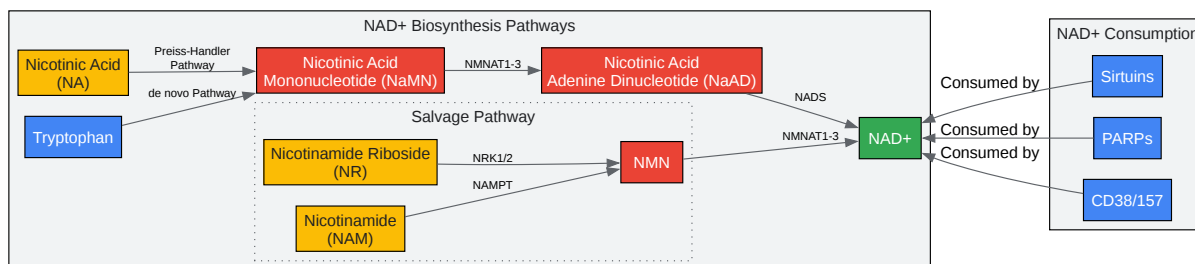 NAD+ Biosynthesis Pathways
Nicotinic Acid
(NA)
Preiss-Handler
Pathway
Nicotinic Acid
Mononucleotide (NaMN)
NMNAT1-3
Nicotinic Acid
Adenine Dinucleotide (NaAD)
de novo Pathway
Tryptophan
NADS
Salvage Pathway
Nicotinamide Riboside
(NR)
NRK1/2
NAMPT
Nicotinamide
(NAM)
NMN
NMNAT1-3
NAD+
Consumed by
Consumed by
Consumed by
NAD+ Consumption
Sirtuins
PARPs
CD38/157